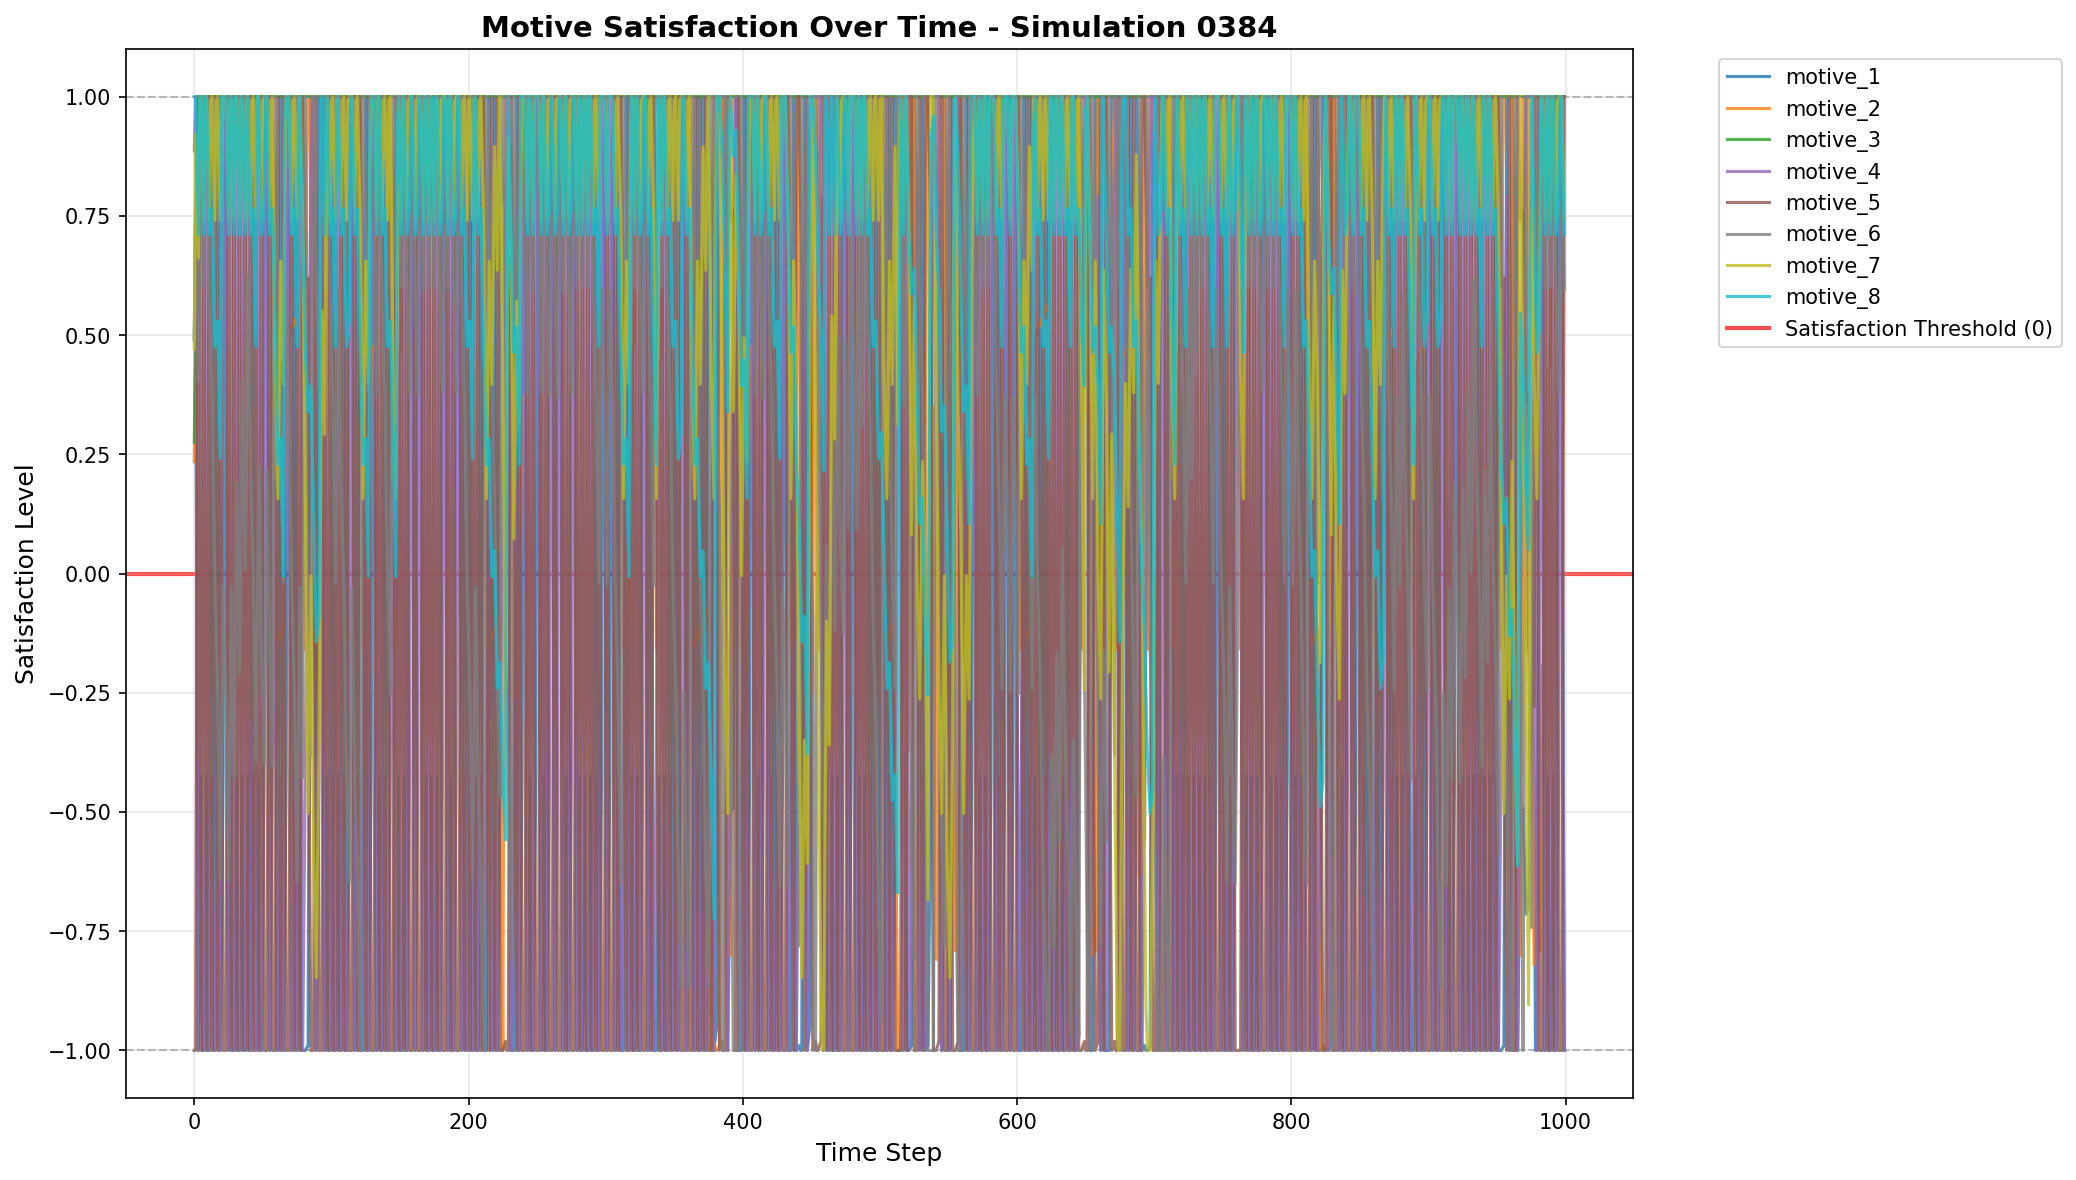 Motive Satisfaction Over Time - Simulation 0384
Satisfaction Level
1.00
0.75
0.50
0.25
0.00
−0.25
−0.50
−0.75
−1.00
0
200
400
600
800
1000
Time Step
motive_1
motive_2
motive_3
motive_4
motive_5
motive_6
motive_7
motive_8
Satisfaction Threshold (0)